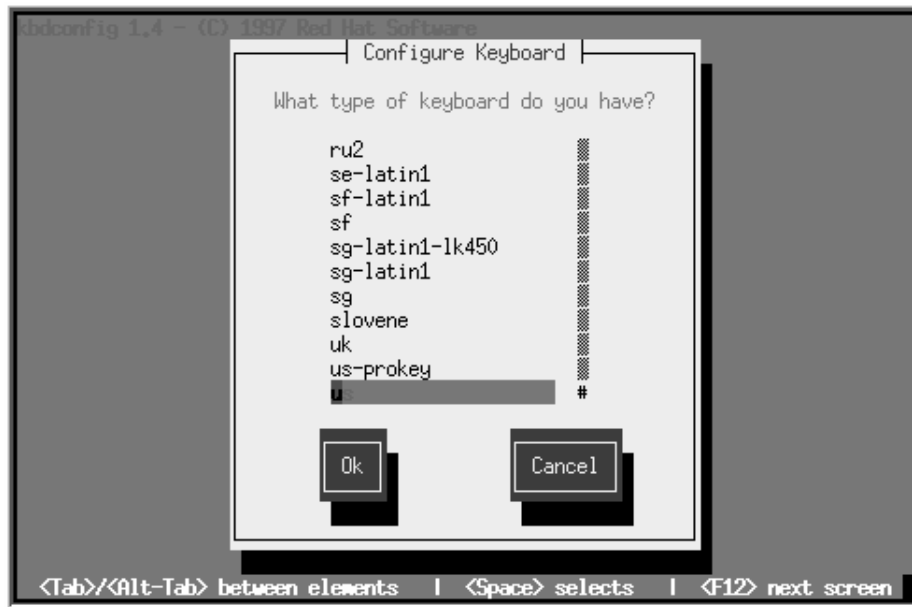 kbdconfig 1.4 - (C) 1997 Red Hat Software
Configure Keyboard
What type of keyboard do you have?
ru2
se-latin1
sf-latin1
sf
sg-latin1-lk450
sg-latin1
sg
slovene
uk
us-prokey
us
#
Ok Cancel
<Tab>/<Alt-Tab> between elements | <Space> selects | <F12> next screen